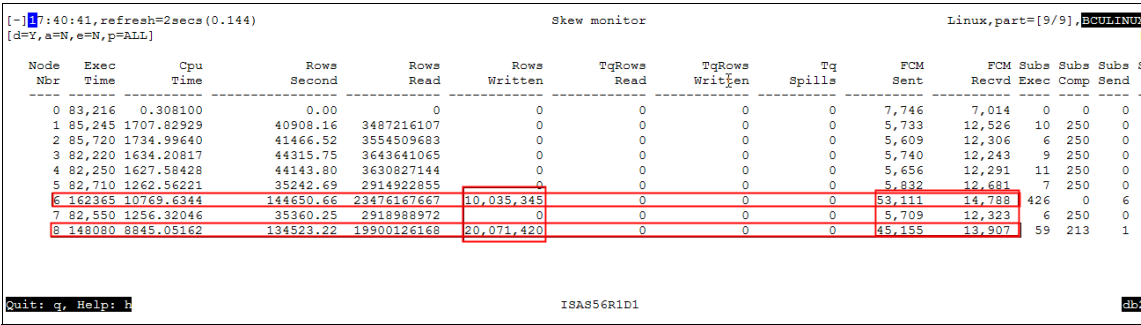 [-]17:40:41,refresh=2secs(0.144) Skew monitor Linux,part=[9/9],BCULINUX
[d=Y,a=N,e=N,p=ALL]
Node Exec Cpu Rows Rows Rows TqRows TqRows Tq FCM FCM Subs Subs Subs
Nbr Time Time Second Read Written Read Written Spills Sent Recvd Exec Comp Send
---- ------ ---------- --------------- --------------- --------------- ------------- ------------- ---------- ----------- ----------- ---- ---- ----
0 83,216 0.308100 0.00 0 0 0 0 0 7,746 7,014 0 0 0
1 85,245 1707.82929 40908.16 3487216107 0 0 0 0 5,733 12,526 10 250 0
2 85,720 1734.99640 41466.52 3554509683 0 0 0 0 5,609 12,306 6 250 0
3 82,220 1634.20817 44315.75 3643641065 0 0 0 0 5,740 12,243 9 250 0
4 82,250 1627.58428 44143.80 3630827144 0 0 0 0 5,656 12,291 11 250 0
5 82,710 1262.56221 35242.69 2914922855 0 0 0 0 5,832 12,681 7 250 0
6 162365 10769.6344 144650.66 23476167667 10,035,345 0 0 0 53,111 14,788 426 0 6
7 82,550 1256.32046 35360.25 2918988972 0 0 0 0 5,709 12,323 6 250 0
8 148080 8845.05162 134523.22 19900126168 20,071,420 0 0 0 45,155 13,907 59 213 1
Quit: q, Help: h ISAS56R1D1 db2